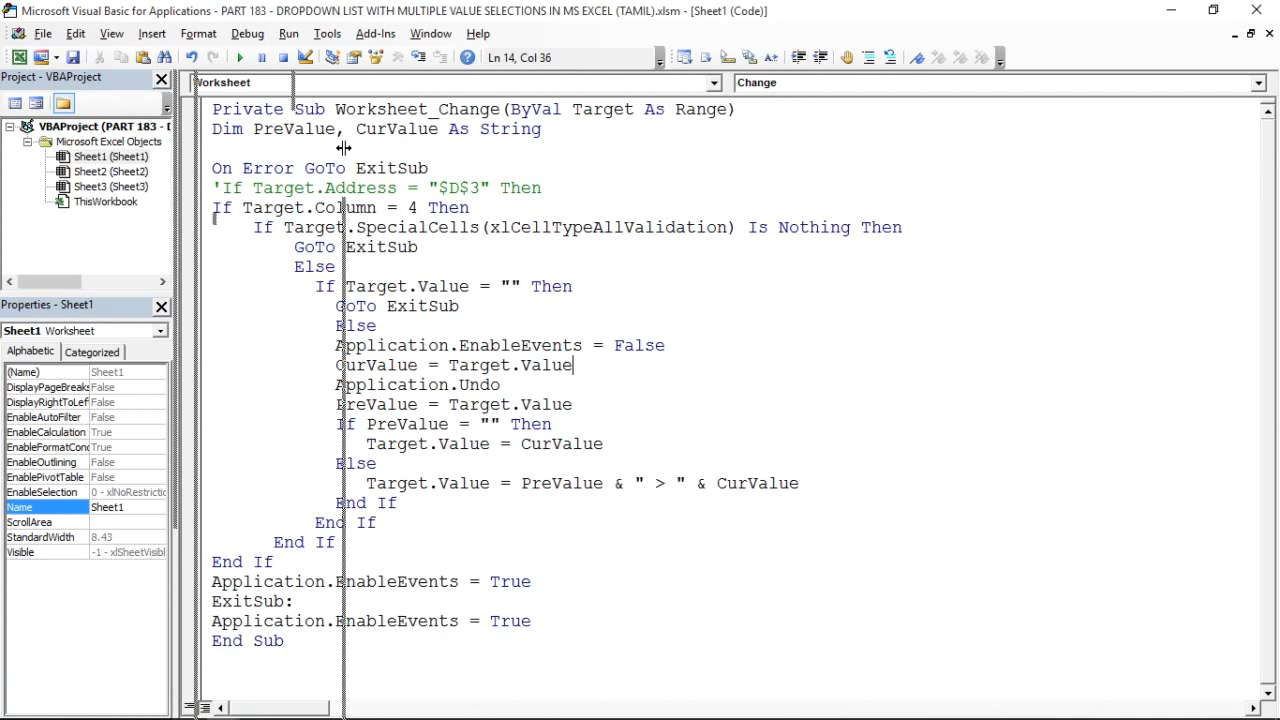 Microsoft Visual Basic for Applications - PART 183 - DROPDOWN LIST WITH MULTIPLE VALUE SELECTIONS IN MS EXCEL (TAMIL).xlsm - [Sheet1 (Code)]
File Edit View Insert Format Debug Run Tools Add-Ins Window Help
Ln 14, Col 36
Project - VBAProject
VBAProject (PART 183 - 
Microsoft Excel Objects
Sheet1 (Sheet1)
Sheet2 (Sheet2)
Sheet3 (Sheet3)
ThisWorkbook
Properties - Sheet1
Sheet1 Worksheet
Alphabetic Categorized
(Name) Sheet1
DisplayPageBreaks False
DisplayRightToLef False
EnableAutoFilter False
EnableCalculation True
EnableFormatCond True
EnableOutlining False
EnablePivotTable False
EnableSelection 0 - xlNoRestrictic
Name Sheet1
ScrollArea
StandardWidth 8.43
Visible -1 - xlSheetVisibl
Worksheet Change
Private Sub Worksheet_Change(ByVal Target As Range)
Dim PreValue, CurValue As String
On Error GoTo ExitSub
'If Target.Address = "$D$3" Then
If Target.Column = 4 Then
If Target.SpecialCells(xlCellTypeAllValidation) Is Nothing Then
GoTo ExitSub
Else
If Target.Value = "" Then
GoTo ExitSub
Else
Application.EnableEvents = False
CurValue = Target.Value
Application.Undo
PreValue = Target.Value
If PreValue = "" Then
Target.Value = CurValue
Else
Target.Value = PreValue & " > " & CurValue
End If
End If
End If
End If
Application.EnableEvents = True
ExitSub:
Application.EnableEvents = True
End Sub